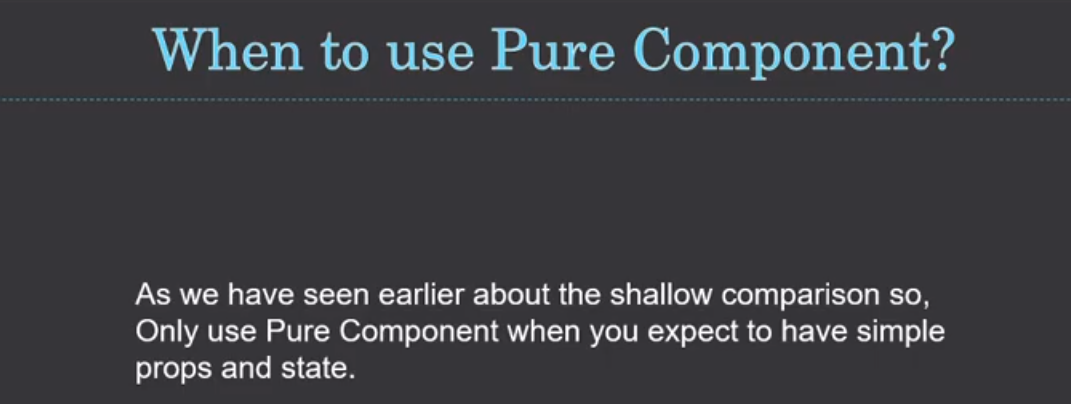 When to use Pure Component?
As we have seen earlier about the shallow comparison so,
Only use Pure Component when you expect to have simple
props and state.